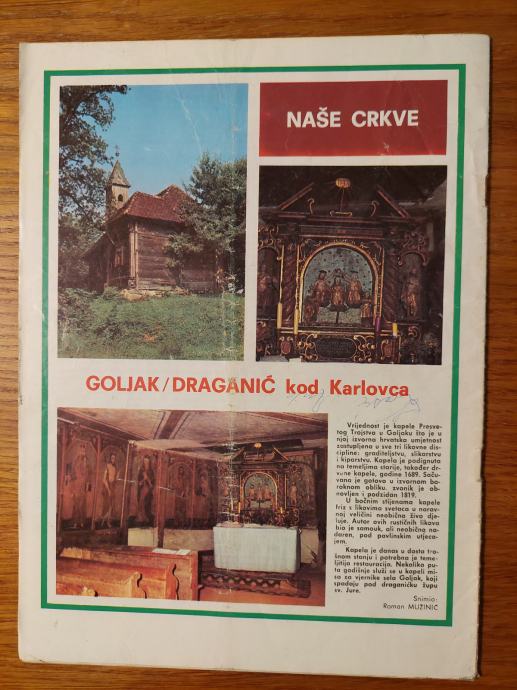 NAŠE CRKVE
GOLJAK/DRAGANIĆ kod Karlovca
Vrijednost je kapele Presve-
tog Trojstva u Goljaku što je u
njoj izvorna hrvatska umjetnost
zastupljena u sve tri likovne dis-
cipline: graditeljstvu, slikarstvu
i kiparstvu. Kapela je podignuta
na temeljima starije, također dr-
vene kapele, godine 1689. Saču-
vana je gotovo u izvornom ba-
roknom obliku. zvonik je ob-
novljen i podzidan 1819.
U bočnim stijenama kapele
friz s likovima svetaca u narav-
noj veličini neobično živo dje-
luje. Autor ovih rustičnih likova
bio je samouk, ali neobično na-
daren, pod pavlinskim utjeca-
jem.
Kapela je danas u dosta tro-
šnom stanju i potrebna je teme-
ljitija restauracija. Nekoliko pu-
ta godišnje služi se u kapeli mi-
sa za vjernike sela Goljak, koji
spadaju pod draganićku župu
sv. Jure.
Snimio:
Roman MUŽINIĆ